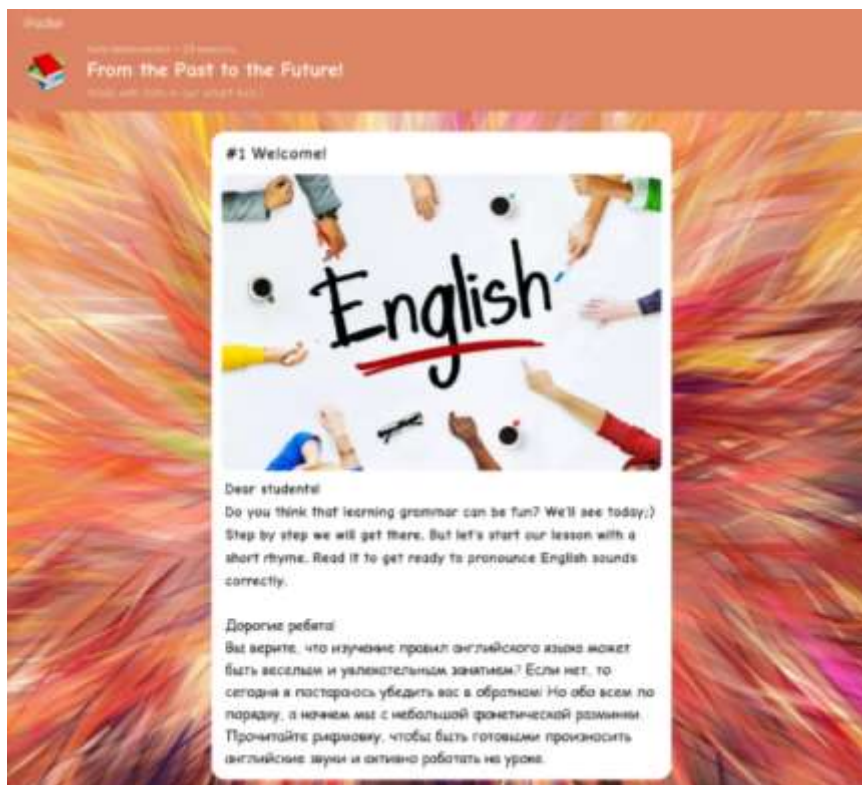 From the Past to the Future!
#1 Welcome!
English
Dear students!
Do you think that learning grammar can be fun? We'll see today;)
Step by step we will get there. But let's start our lesson with a
short rhyme. Read it to get ready to pronounce English sounds
correctly.
Дорогие ребята!
Вы верите, что изучение правил английского языка может
быть веселым и увлекательным занятием? Если нет, то
сегодня я постараюсь убедить вас в обратном! Но обо всем по
порядку, а начнем мы с небольшой фонетической разминки.
Прочитайте рифмовку, чтобы быть готовыми произносить
английские звуки и активно работать на уроке.